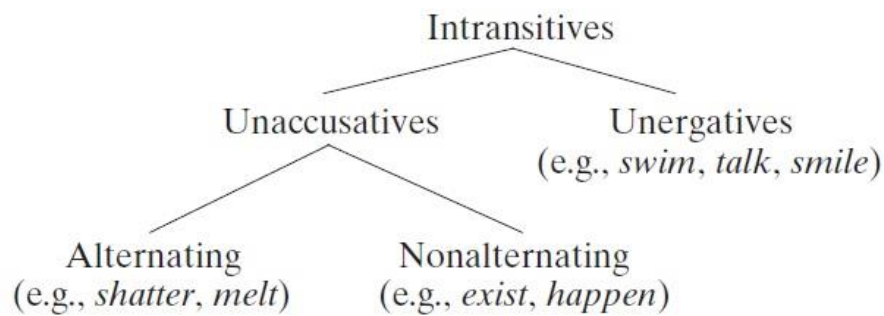 Intransitives
Unaccusatives
Unergatives
(e.g., swim, talk, smile)
Alternating
(e.g., shatter, melt)
Nonalternating
(e.g., exist, happen)